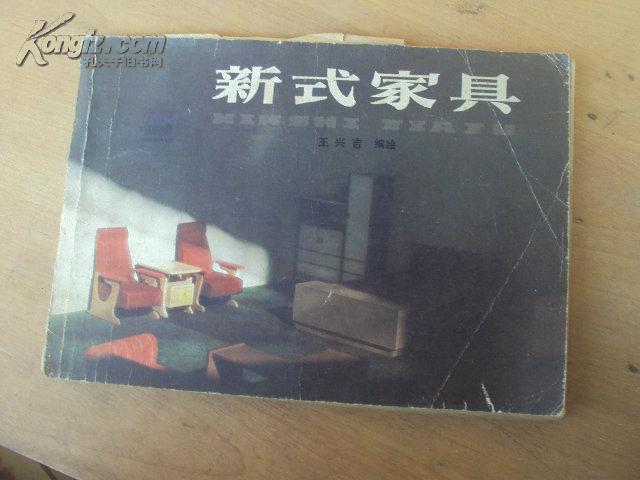 Kongfz.com
孔夫子旧书网
新式家具
XINSHI JIAJU
王兴吉 编绘